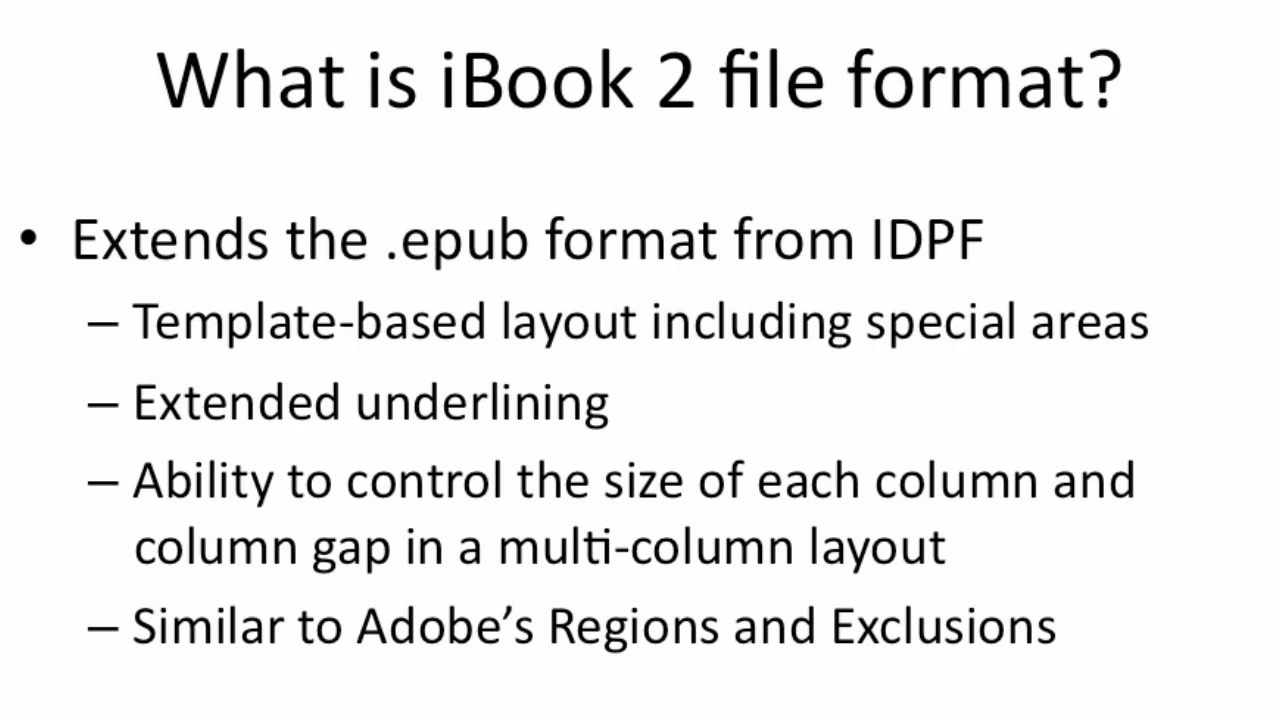 What is iBook 2 file format?
• Extends the .epub format from IDPF
– Template-based layout including special areas
– Extended underlining
– Ability to control the size of each column and
column gap in a multi-column layout
– Similar to Adobe’s Regions and Exclusions